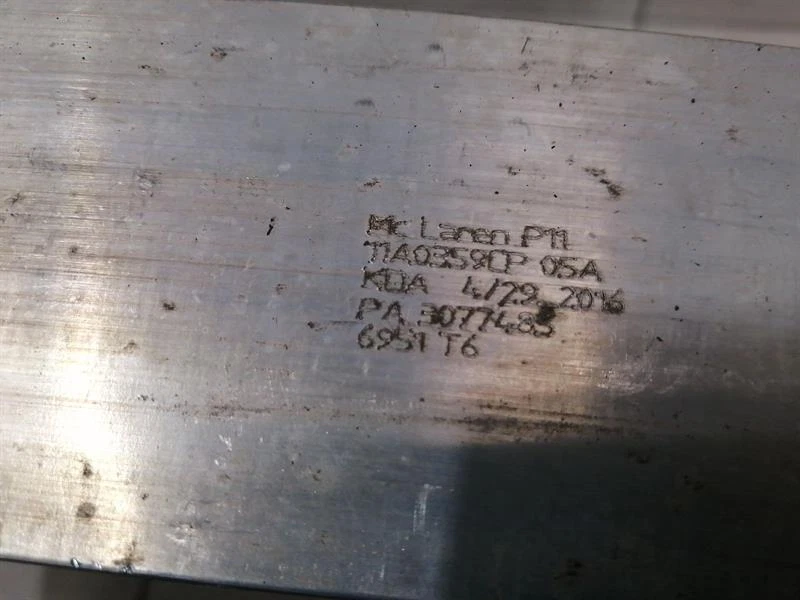 Mc Laren P11
11A0359CP 05A
KDA 4/29 2016
PA 3077483
6951 T6